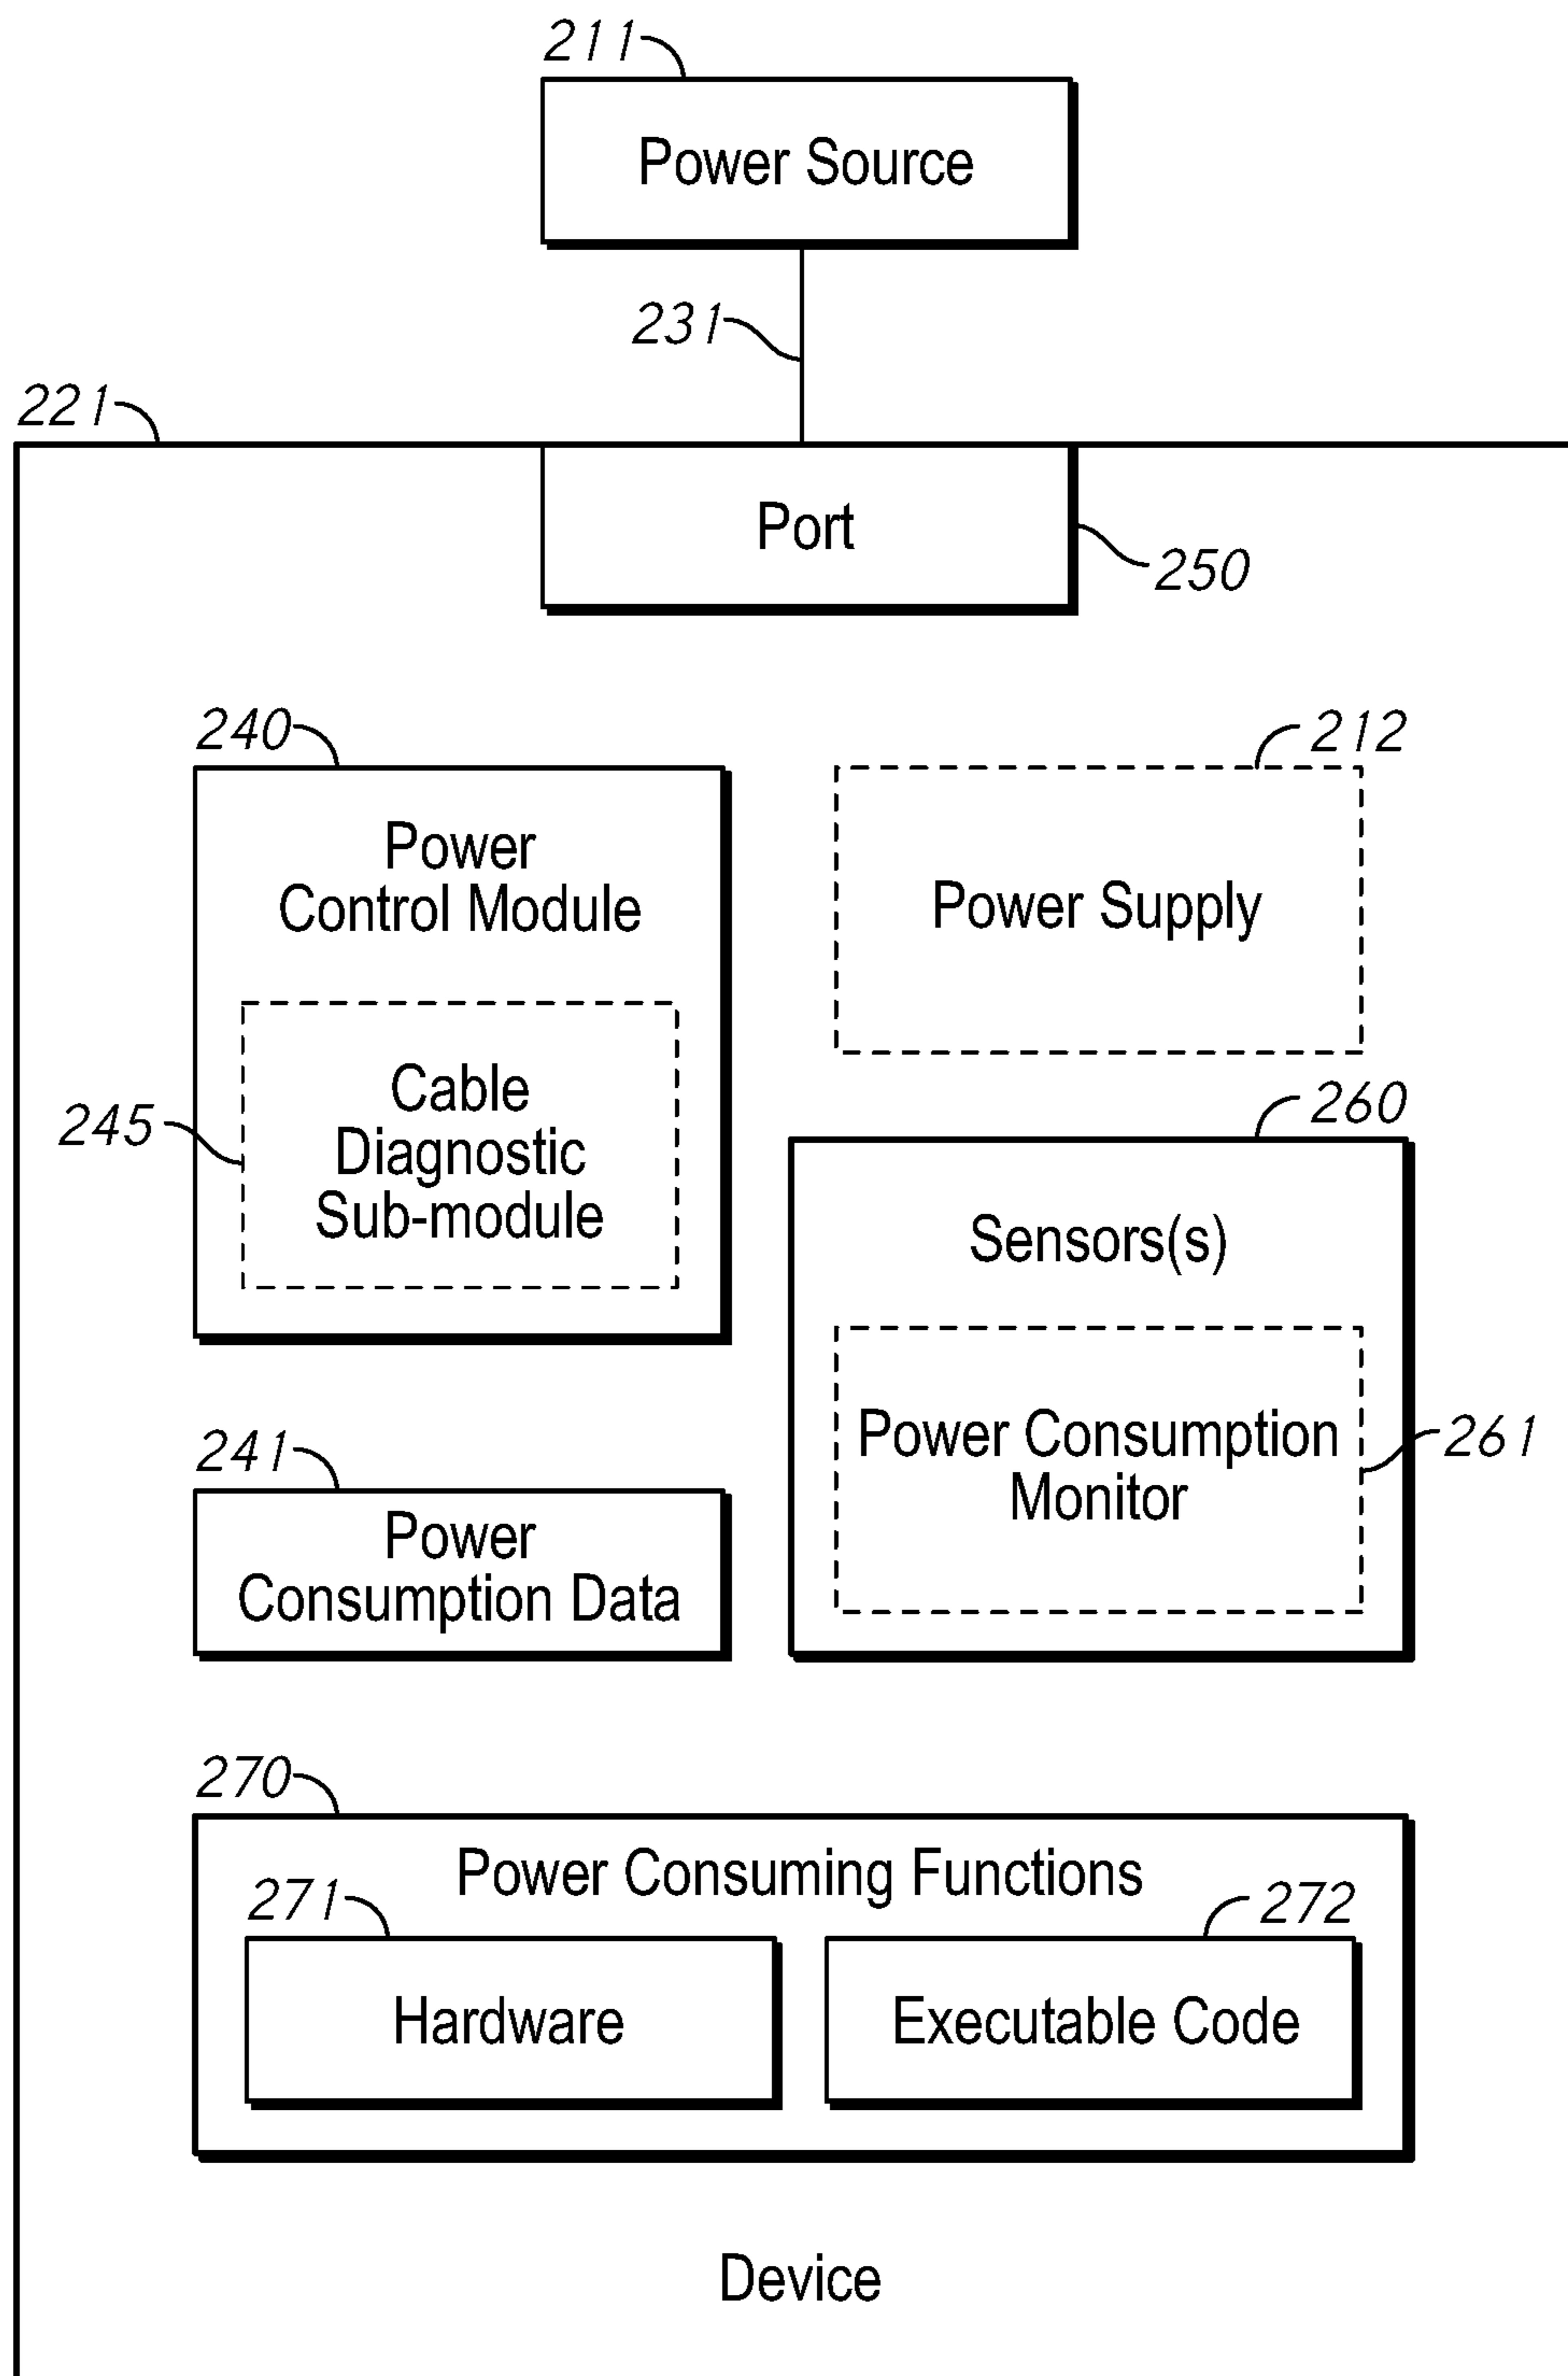 211
Power Source
231
221
Port
250
240
212
Power
Control Module
Power Supply
Cable
Diagnostic
Sub-module
245
260
Sensors(s)
Power Consumption
Monitor
261
241
Power
Consumption Data
270
Power Consuming Functions
271
272
Hardware
Executable Code
Device